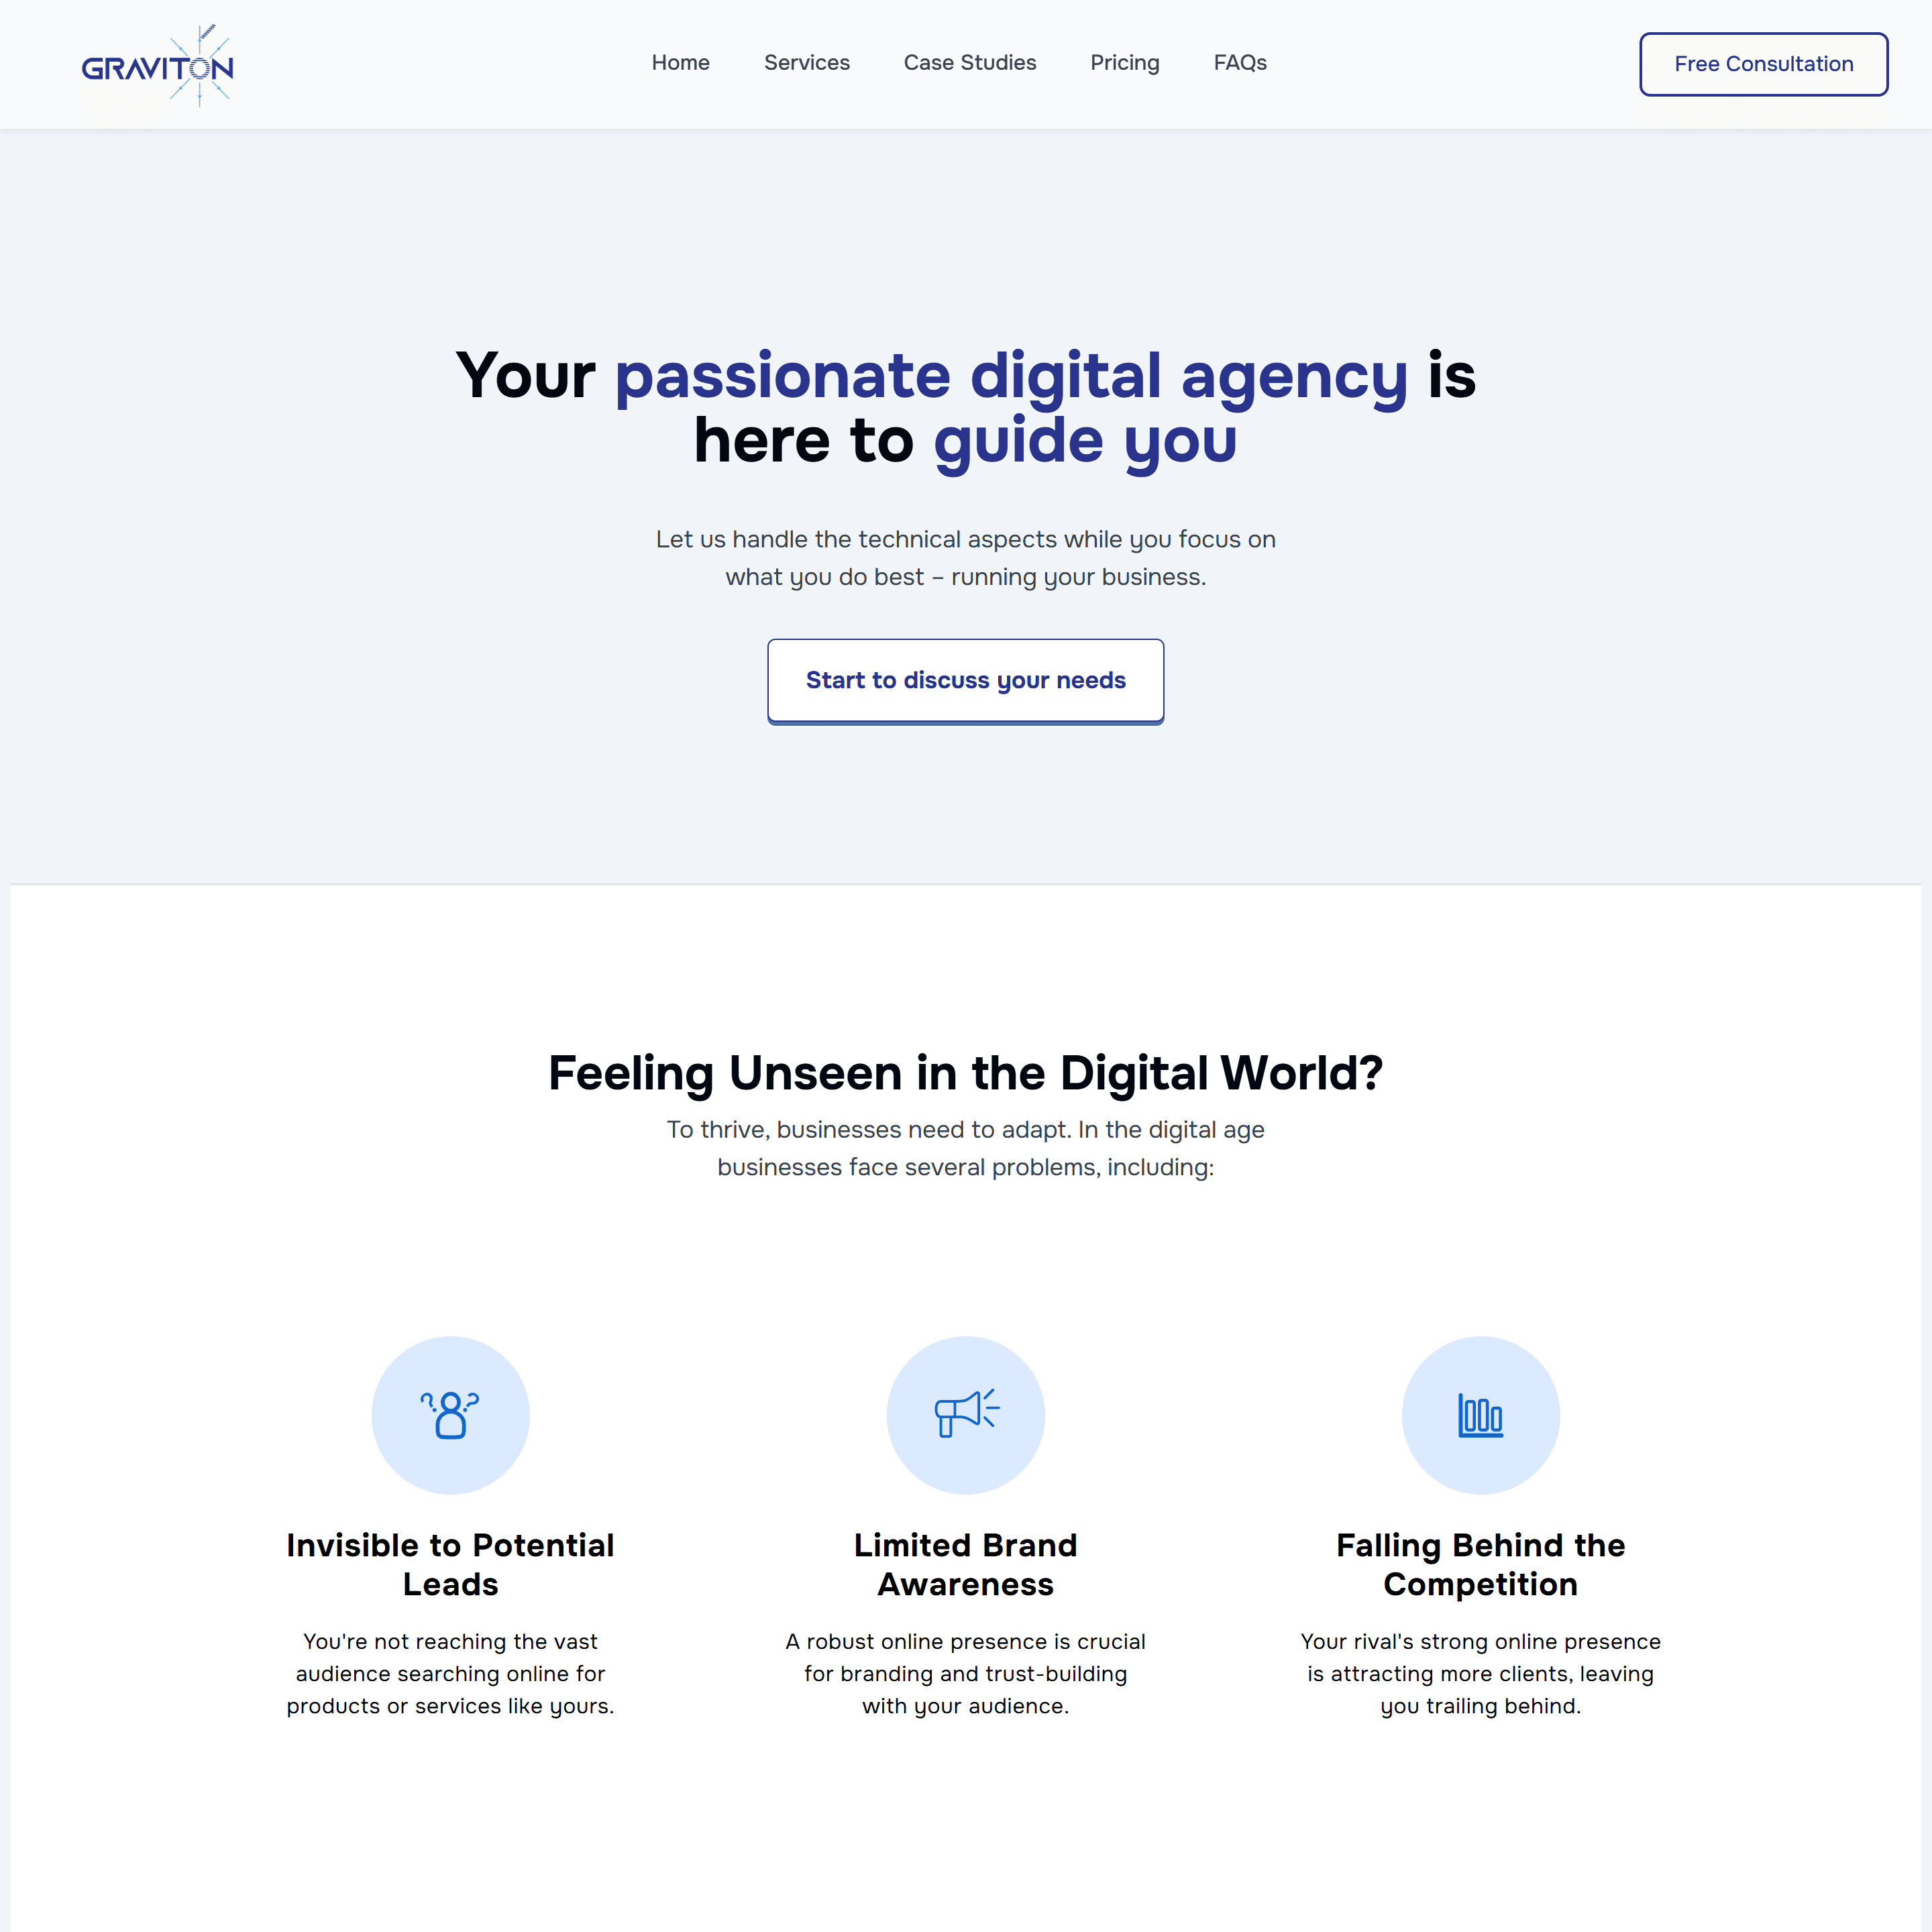 GRAVITON
Home Services Case Studies Pricing FAQs
Free Consultation
Your passionate digital agency is
here to guide you
Let us handle the technical aspects while you focus on
what you do best – running your business.
Start to discuss your needs
Feeling Unseen in the Digital World?
To thrive, businesses need to adapt. In the digital age
businesses face several problems, including:
Invisible to Potential
Leads
You're not reaching the vast
audience searching online for
products or services like yours.
Limited Brand
Awareness
A robust online presence is crucial
for branding and trust-building
with your audience.
Falling Behind the
Competition
Your rival's strong online presence
is attracting more clients, leaving
you trailing behind.